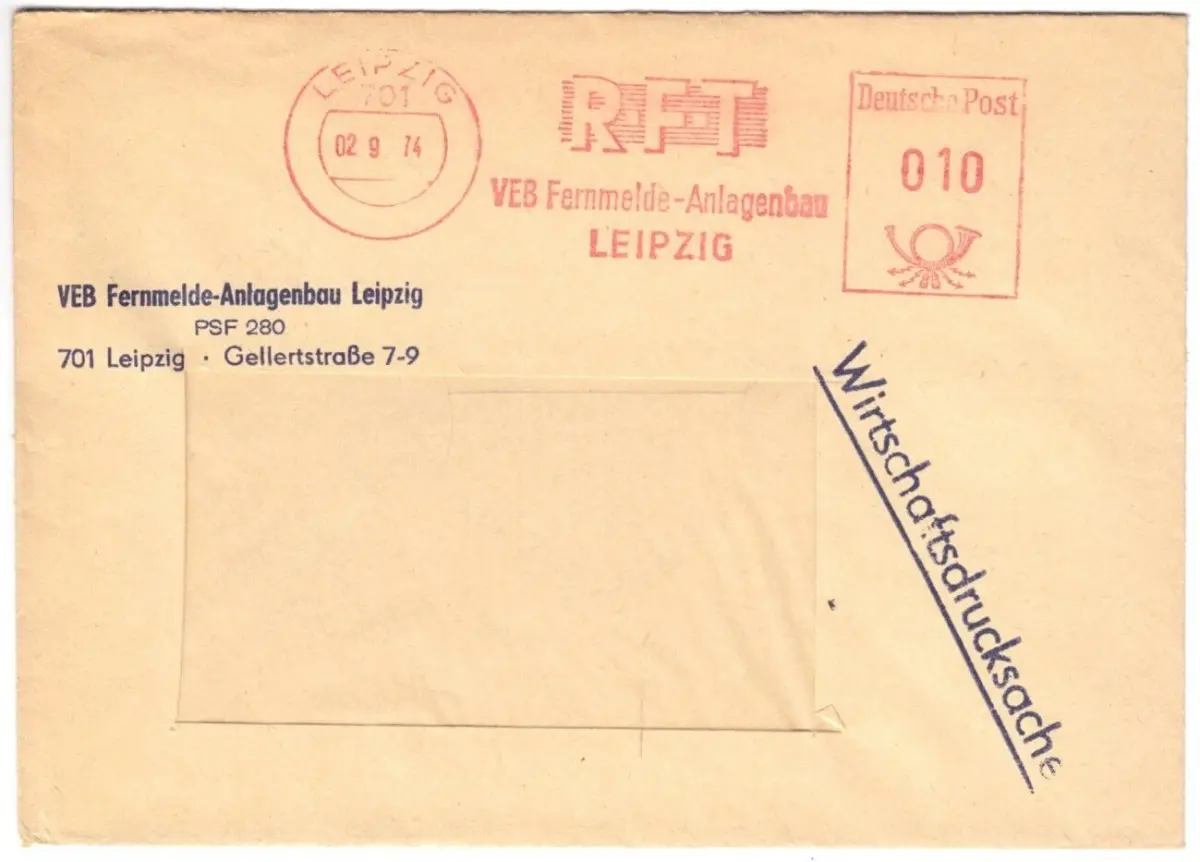 LEIPZIG
701
02 9 74
RFT
VEB Fernmelde-Anlagenbau
LEIPZIG
Deutsche Post
010
VEB Fernmelde-Anlagenbau Leipzig
PSF 280
701 Leipzig · Gellertstraße 7-9
Wirtschaftsdrucksache